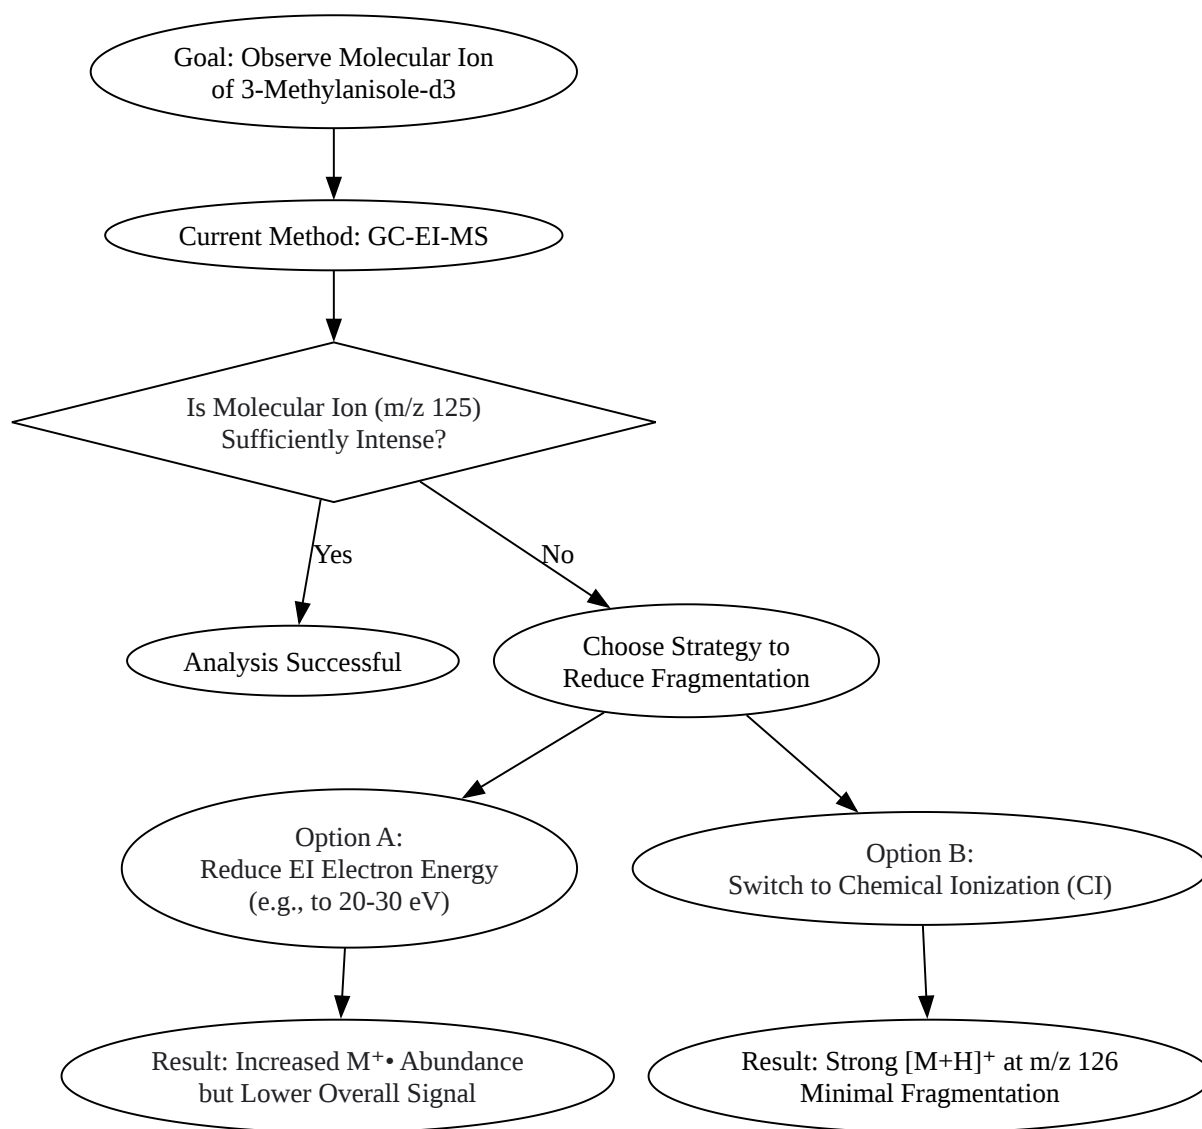 Goal: Observe Molecular Ion
of 3-Methylanisole-d3
Current Method: GC-EI-MS
Is Molecular Ion (m/z 125)
Sufficiently Intense?
Yes
No
Analysis Successful
Choose Strategy to
Reduce Fragmentation
Option A:
Reduce EI Electron Energy
(e.g., to 20-30 eV)
Option B:
Switch to Chemical Ionization (CI)
Result: Increased M⁺• Abundance
but Lower Overall Signal
Result: Strong [M+H]⁺ at m/z 126
Minimal Fragmentation